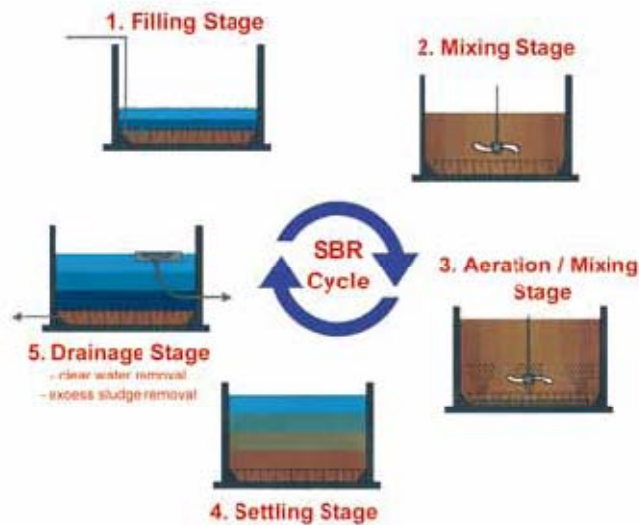 1. Filling Stage
2. Mixing Stage
SBR
Cycle
3. Aeration / Mixing
Stage
5. Drainage Stage
- clear water removal
- excess sludge removal
4. Settling Stage